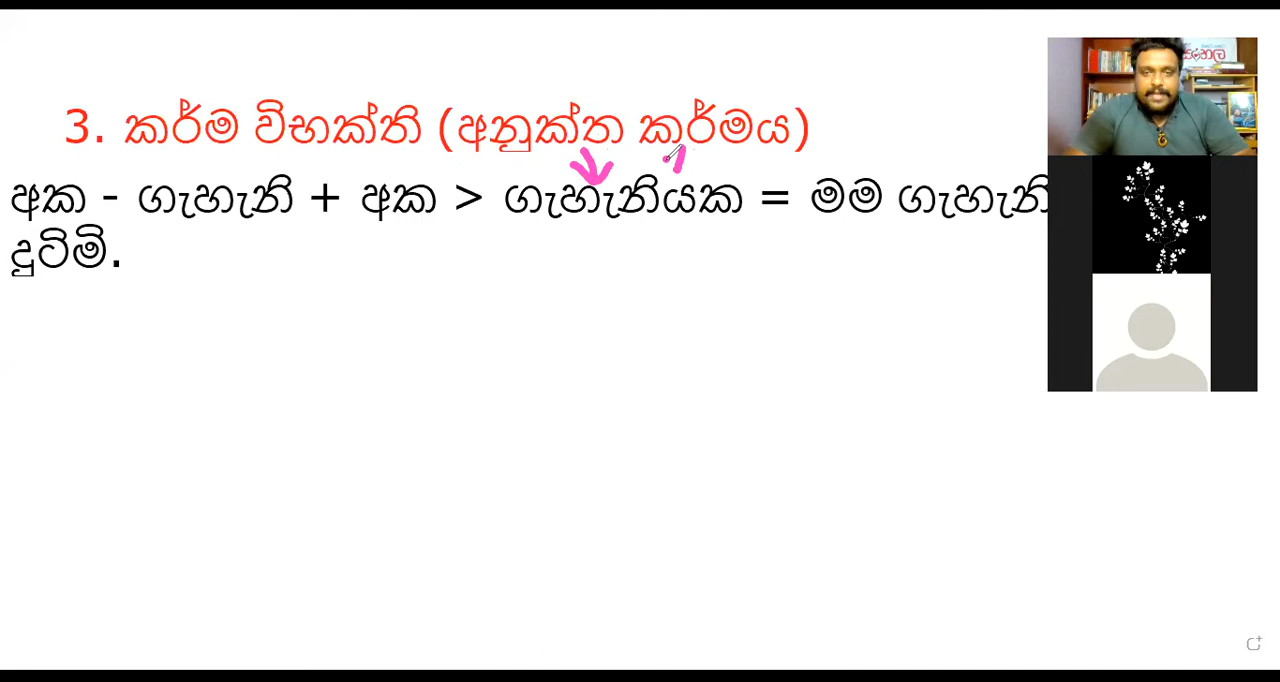 3. කර්ම විභක්ති (අනුක්ත කර්මය)
අක - ගැහැනි + අක > ගැහැනියක = මම ගැහැනි
දුටිමි.